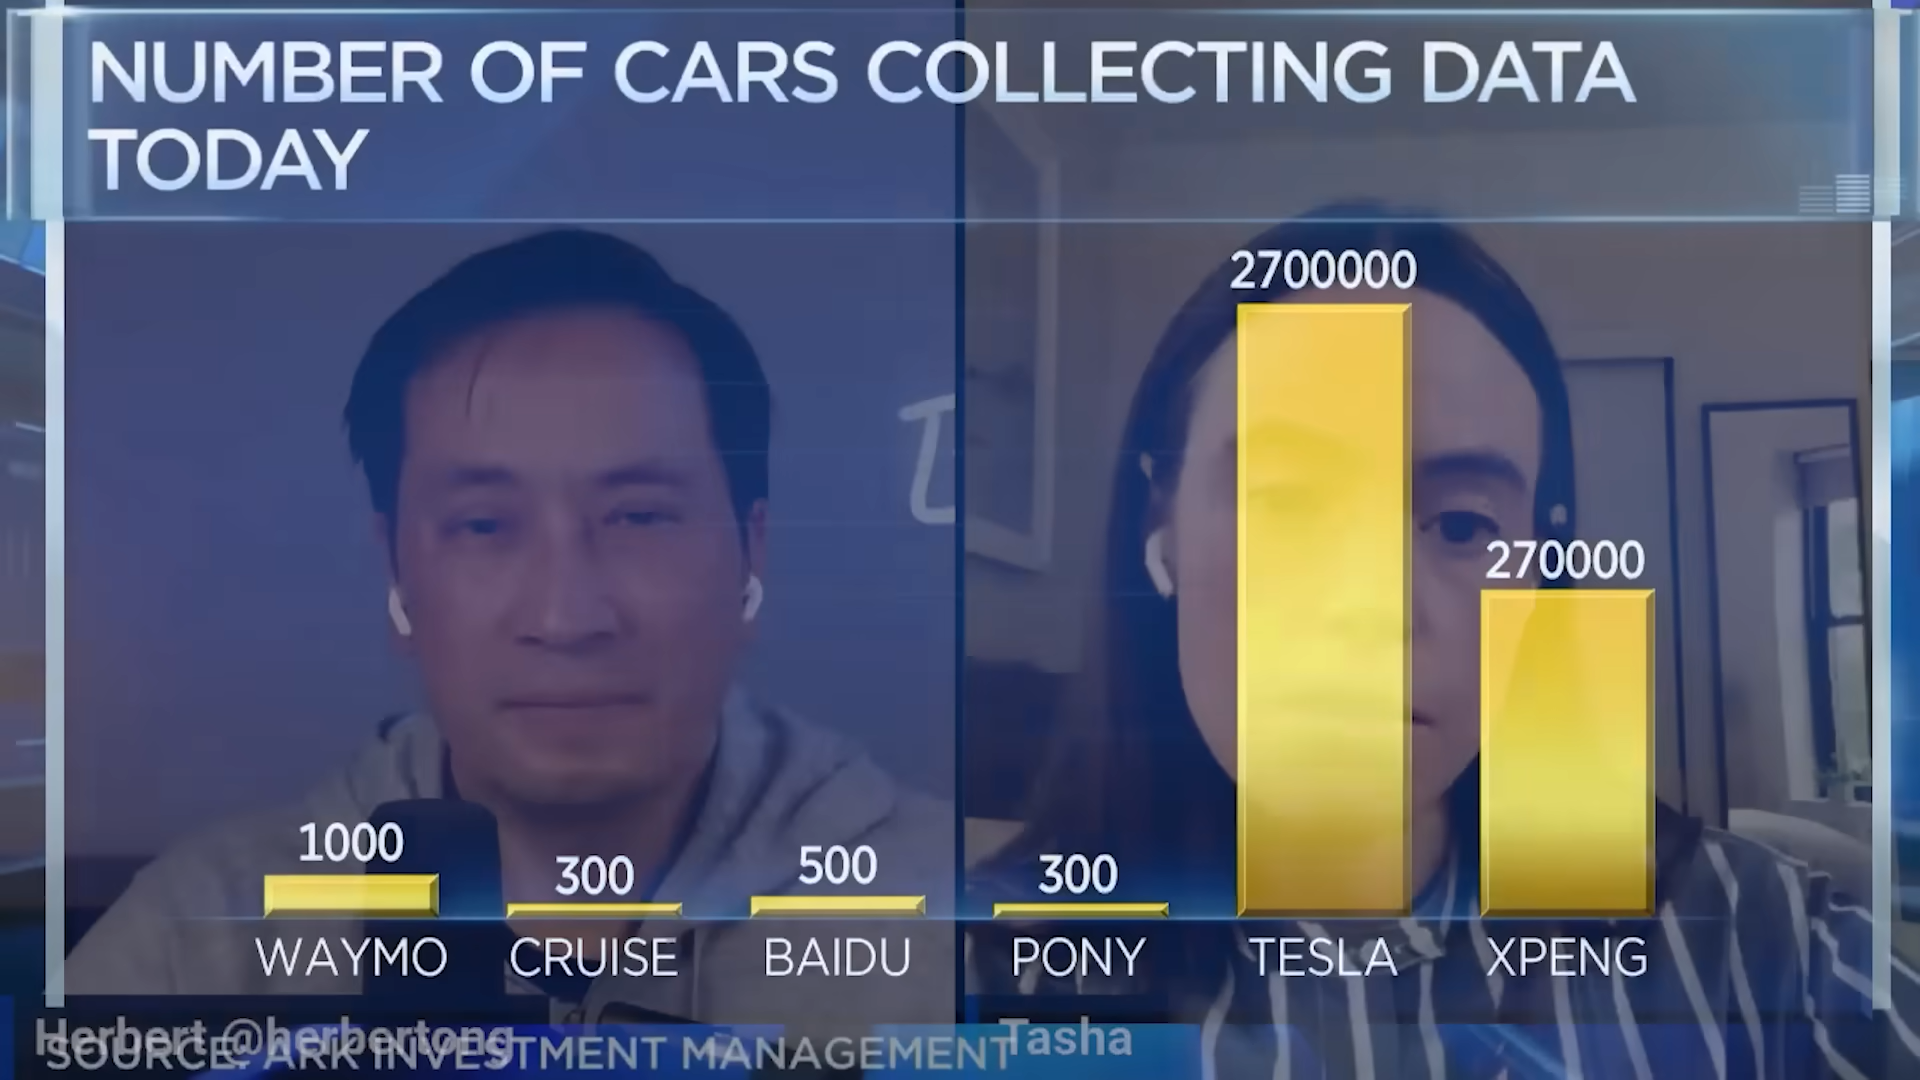 NUMBER OF CARS COLLECTING DATA
TODAY
2700000
270000
1000
300
500
300
WAYMO
CRUISE
BAIDU
PONY
TESLA
XPENG
Herbert @herbertong
Tasha
SOURCE: ARK INVESTMENT MANAGEMENT